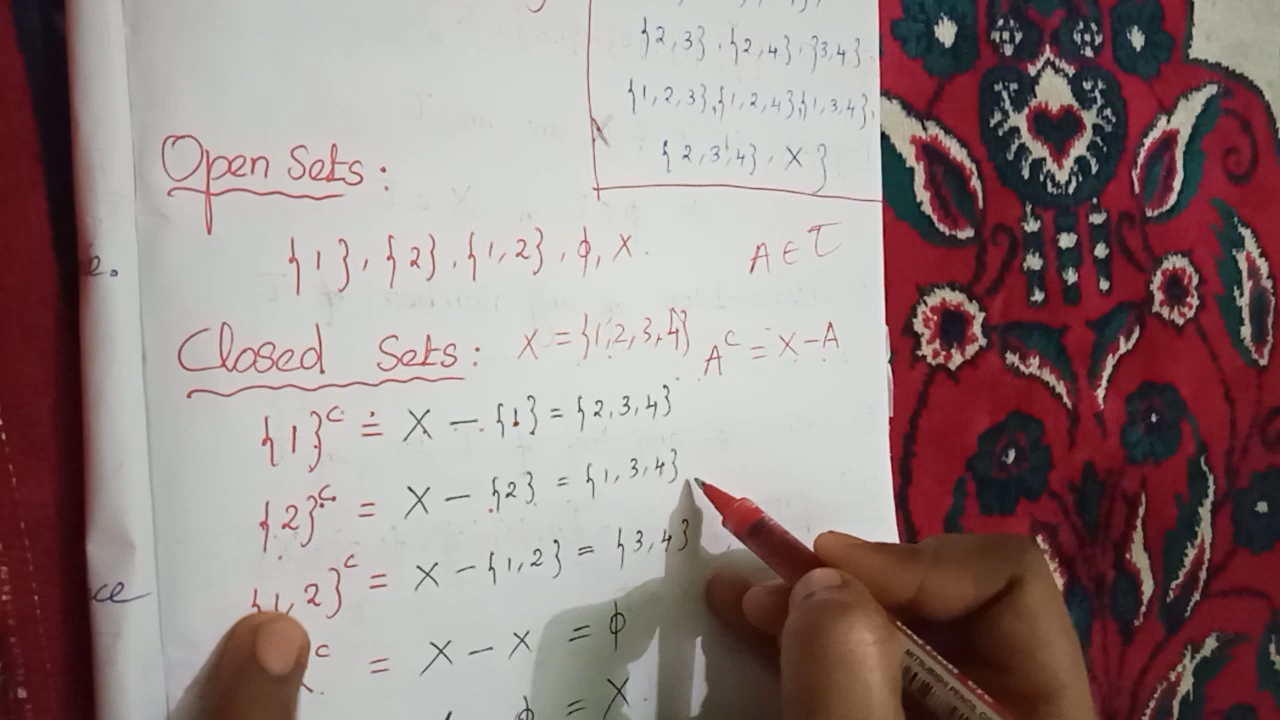 {2,3}, {2,4}, {3,4}.
{1,2,3}, {1,2,4}, {1,3,4},
{2,3,4}, X }
Open Sets:
{1}, {2}, {1,2}, ϕ, X.
A ∈ τ
Closed Sets: X = {1,2,3,4} Aᶜ = X - A
{1}ᶜ = X - {1} = {2,3,4}
{2}ᶜ = X - {2} = {1,3,4}
{1,2}ᶜ = X - {1,2} = {3,4}
ᶜ = X - X = ϕ
ϕ = X